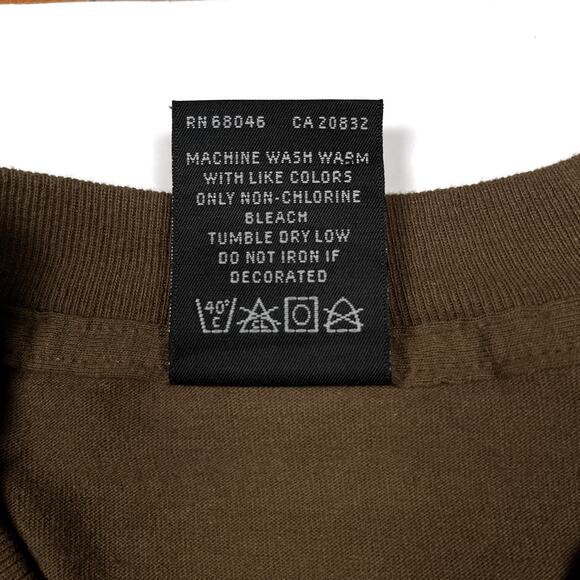 RN 68046 CA 20832
MACHINE WASH WARM
WITH LIKE COLORS
ONLY NON-CHLORINE
BLEACH
TUMBLE DRY LOW
DO NOT IRON IF
DECORATED
40° E CL